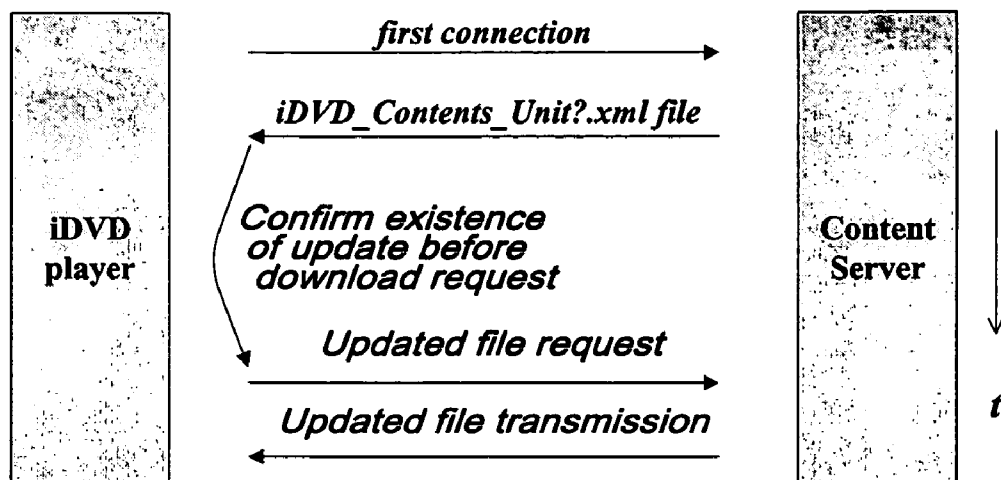 first connection
iDVD_Contents_Unit?.xml file
iDVD
player
Confirm existence
of update before
download request
Content
Server
Updated file request
Updated file transmission
t